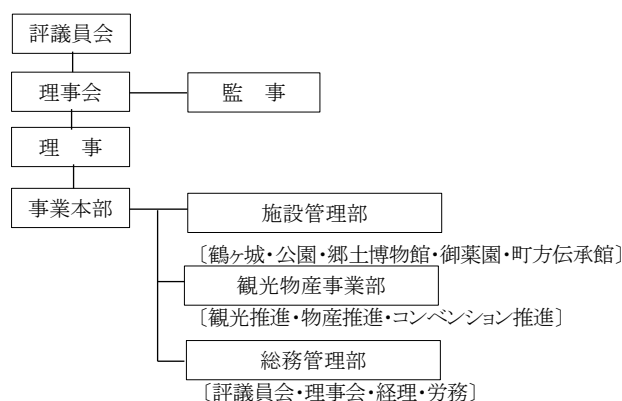 評議員会
理事会
監　事
理　事
事業本部
施設管理部
〔鶴ヶ城・公園・郷土博物館・御薬園・町方伝承館〕
観光物産事業部
〔観光推進・物産推進・コンベンション推進〕
総務管理部
〔評議員会・理事会・経理・労務〕